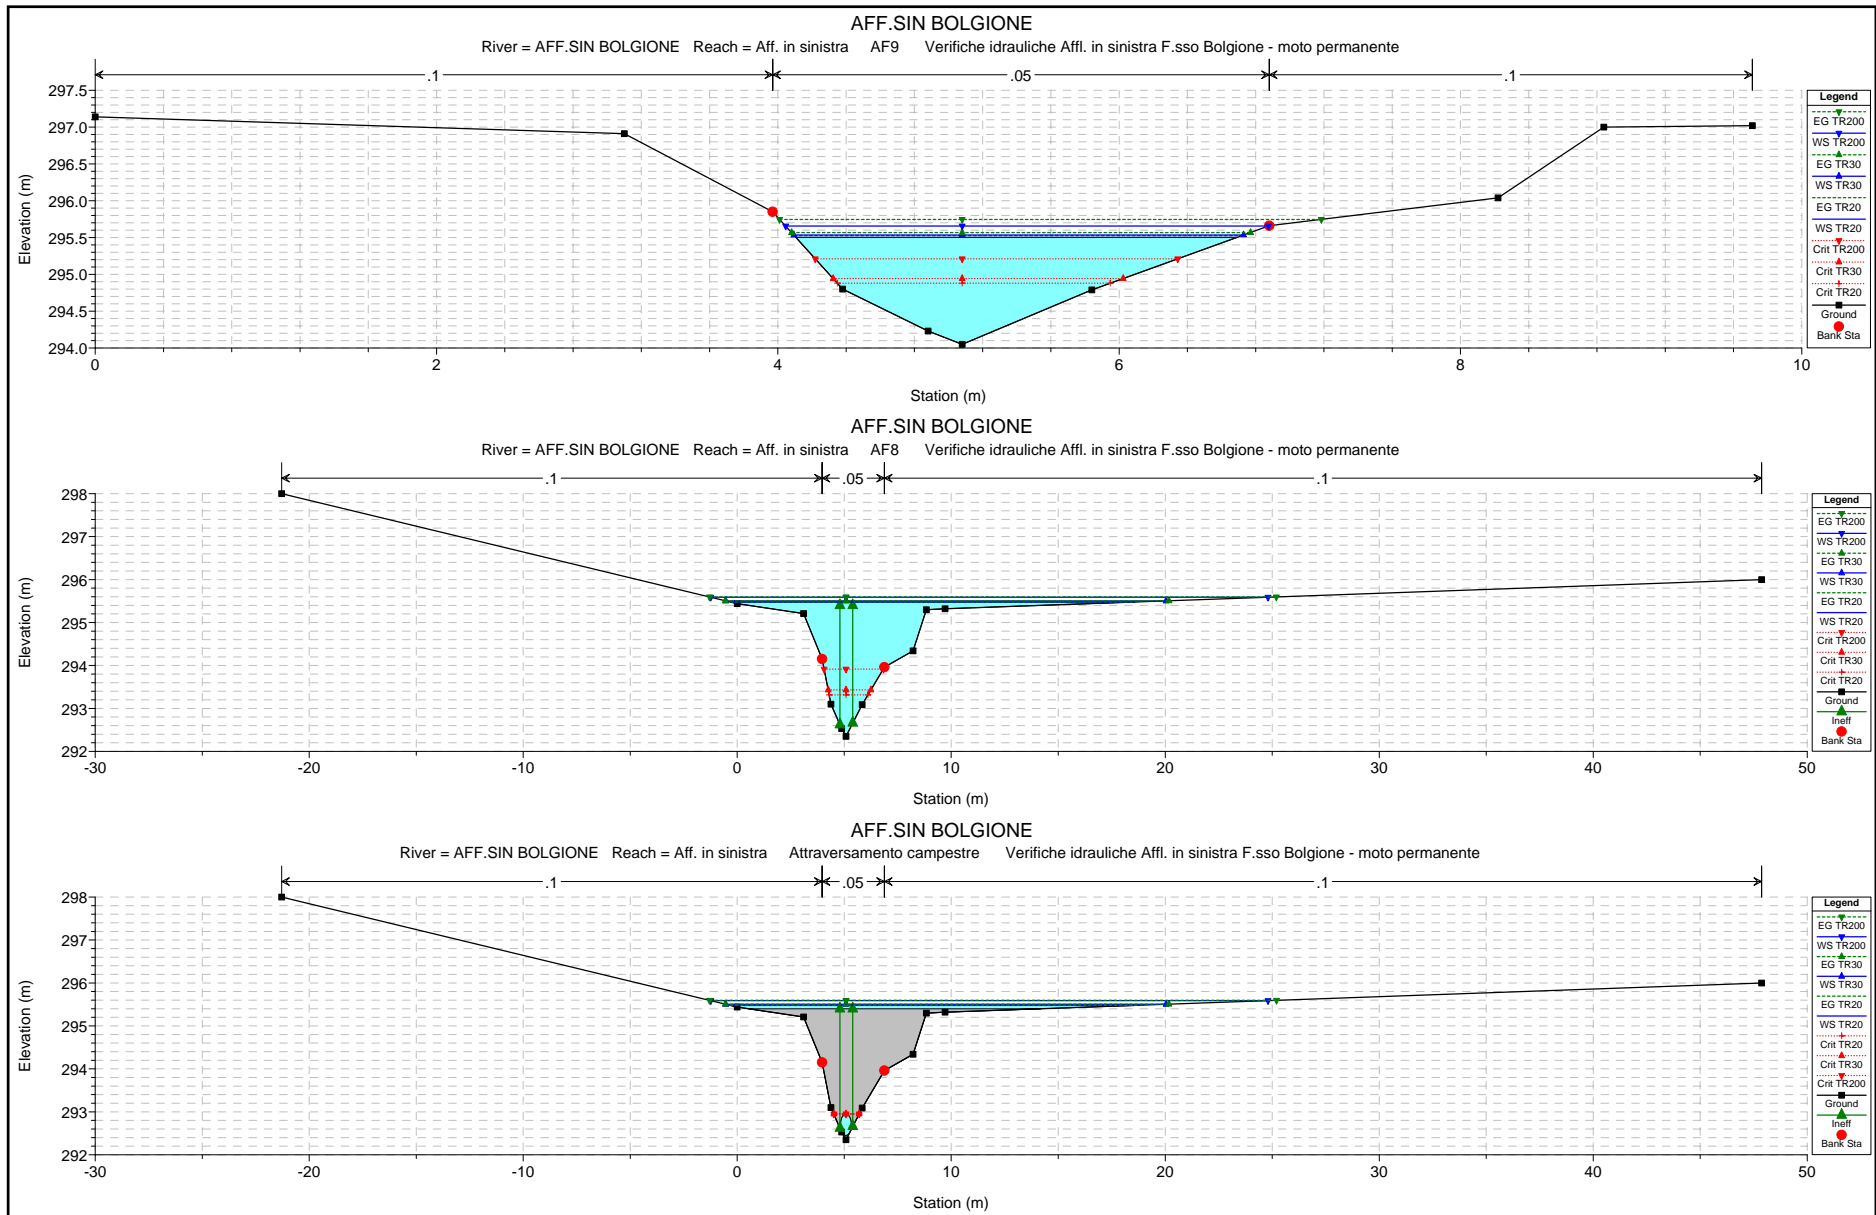 AFF.SIN BOLGIONE
River = AFF.SIN BOLGIONE Reach = Aff. in sinistra AF9 Verifiche idrauliche Affl. in sinistra F.sso Bolgione - moto permanente
.1 .05 .1
297.5
297.0
296.5
296.0
295.5
295.0
294.5
294.0
Elevation (m)
0 2 4 6 8 10
Station (m)
Legend
EG TR200
WS TR200
EG TR30
WS TR30
EG TR20
WS TR20
Crit TR200
Crit TR30
Crit TR20
Ground
Bank Sta
AFF.SIN BOLGIONE
River = AFF.SIN BOLGIONE Reach = Aff. in sinistra AF8 Verifiche idrauliche Affl. in sinistra F.sso Bolgione - moto permanente
.1 .05 .1
298
297
296
295
294
293
292
Elevation (m)
-30 -20 -10 0 10 20 30 40 50
Station (m)
Legend
EG TR200
WS TR200
EG TR30
WS TR30
EG TR20
WS TR20
Crit TR200
Crit TR30
Crit TR20
Ground
Ineff
Bank Sta
AFF.SIN BOLGIONE
River = AFF.SIN BOLGIONE Reach = Aff. in sinistra Attraversamento campestre Verifiche idrauliche Affl. in sinistra F.sso Bolgione - moto permanente
.1 .05 .1
298
297
296
295
294
293
292
Elevation (m)
-30 -20 -10 0 10 20 30 40 50
Station (m)
Legend
EG TR200
WS TR200
EG TR30
WS TR30
EG TR20
WS TR20
Crit TR20
Crit TR30
Crit TR200
Ground
Ineff
Bank Sta